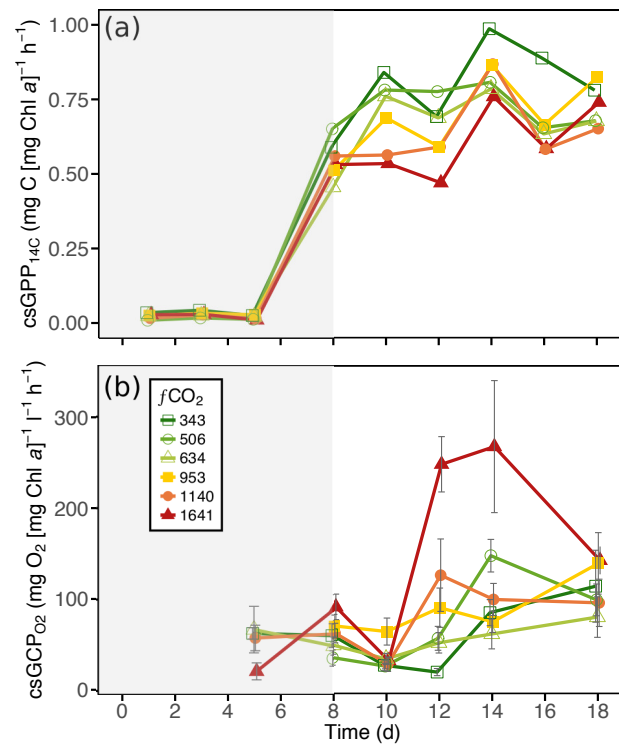 (a)
1.00
0.75
0.50
0.25
0.00
csGPP14C (mg C [mg Chl a]⁻¹ h⁻¹)
(b)
300
200
100
0
csGCPO2 (mg O2 [mg Chl a]⁻¹ l⁻¹ h⁻¹)
fCO2
343
506
634
953
1140
1641
0 2 4 6 8 10 12 14 16 18
Time (d)